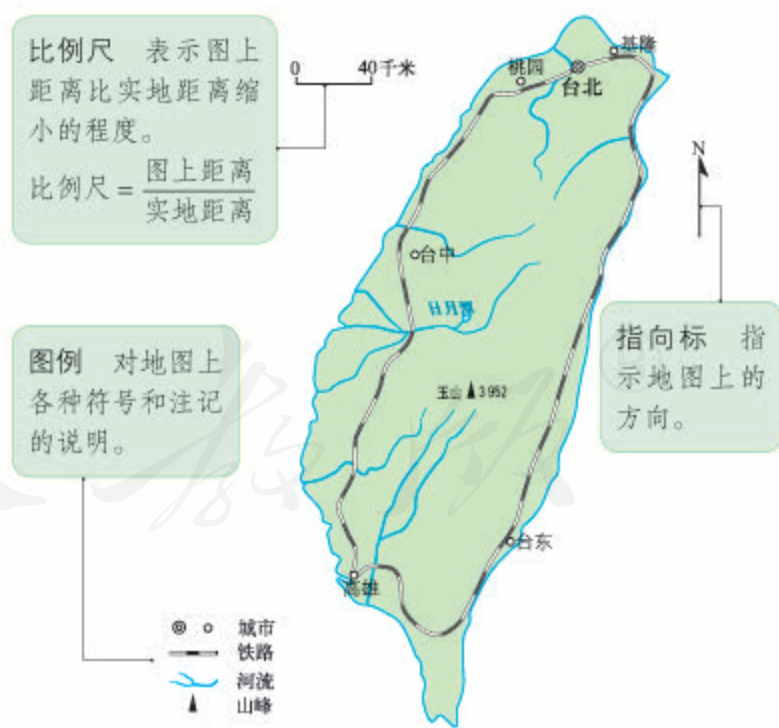 比例尺 表示图上
距离比实地距离缩
小的程度。
比例尺 = 图上距离
实地距离
0 40千米
基隆
桃园
台北
N
台中
日月潭
指向标 指
示地图上的
方向。
图例 对地图上
各种符号和注记
的说明。
玉山 3 952
台东
高雄
城市
铁路
河流
山峰